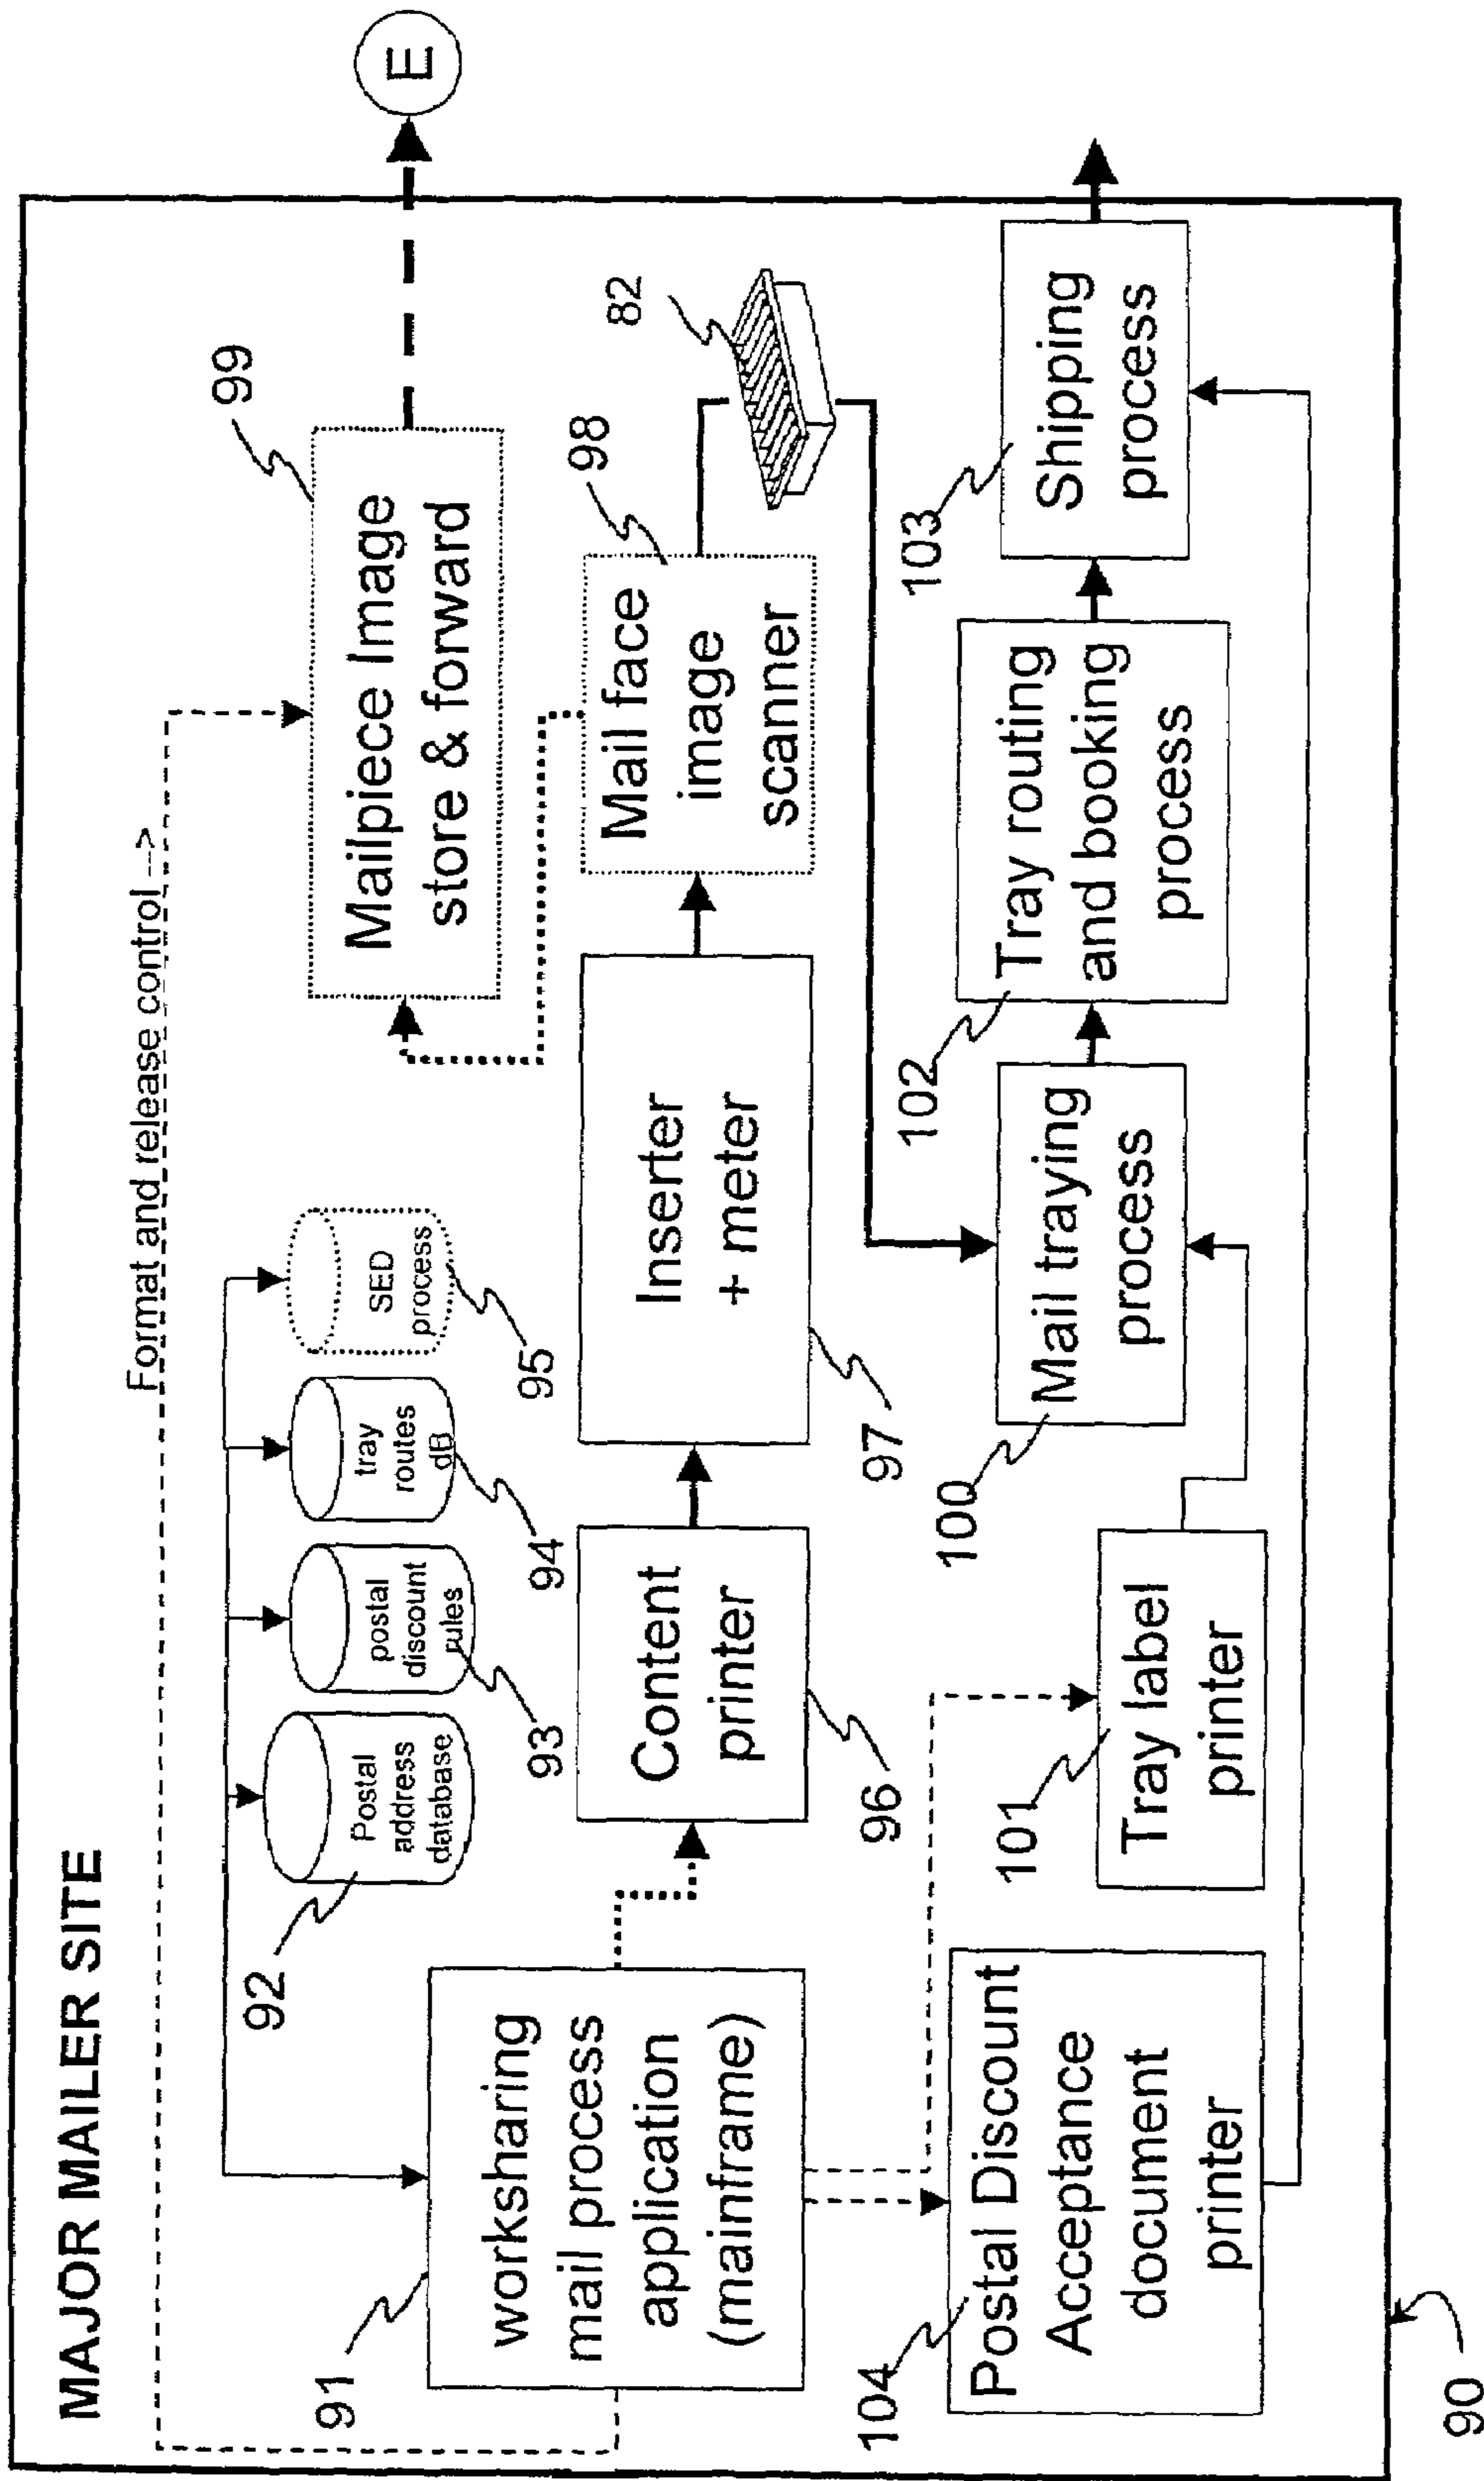 MAJOR MAILER SITE
Format and release control --->
99
Mailpiece Image
store & forward
E
92
Postal
address
database
93
postal
discount
rules
94
tray
routes
dB
95
SED
process
91
worksharing
mail process
application
(mainframe)
96
Content
printer
97
Inserter
+ meter
98
Mail face
image
scanner
82
104
Postal Discount
Acceptance
document
printer
101
Tray label
printer
100
Mail traying
process
102
Tray routing
and booking
process
103
Shipping
process
90